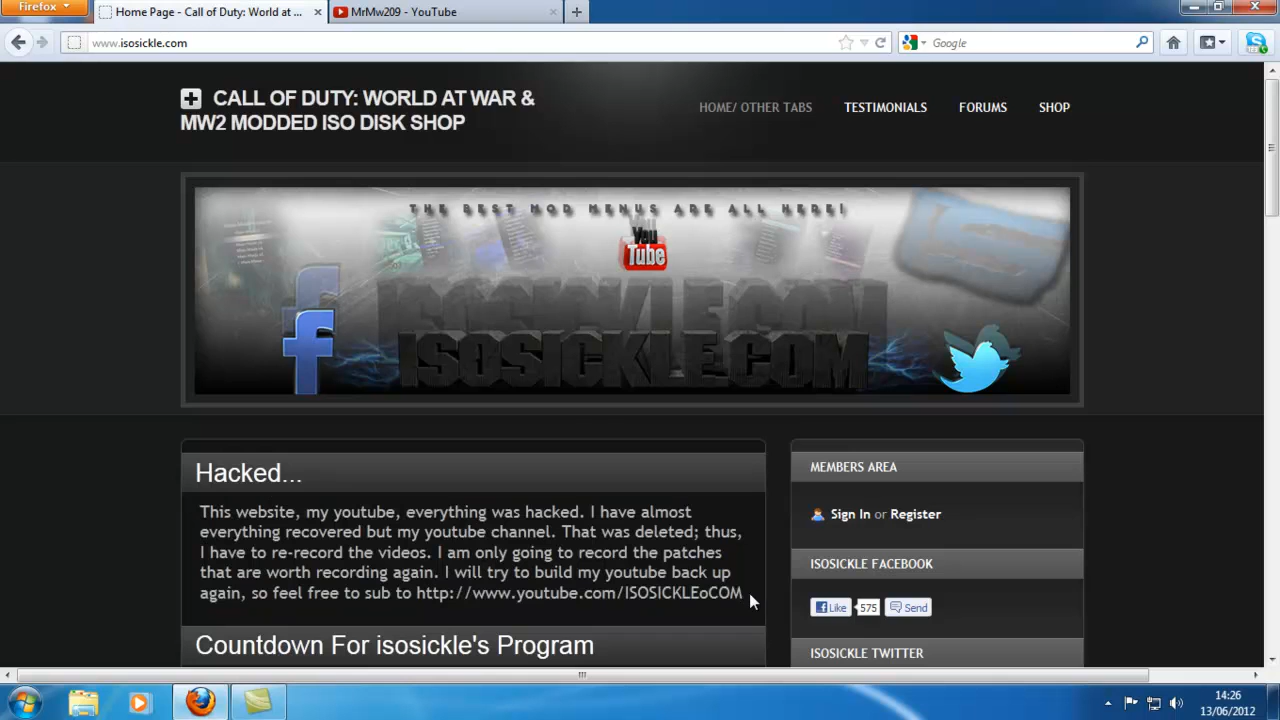 Firefox
Home Page - Call of Duty: World at ...
MrMw209 - YouTube
www.isosickle.com
Google
CALL OF DUTY: WORLD AT WAR &
MW2 MODDED ISO DISK SHOP
HOME/ OTHER TABS
TESTIMONIALS
FORUMS
SHOP
THE BEST MOD MENUS ARE ALL HERE!
You
Tube
ISOSICKLE.COM
Hacked...
This website, my youtube, everything was hacked. I have almost
everything recovered but my youtube channel. That was deleted; thus,
I have to re-record the videos. I am only going to record the patches
that are worth recording again. I will try to build my youtube back up
again, so feel free to sub to http://www.youtube.com/ISOSICKLEoCOM
Countdown For isosickle's Program
MEMBERS AREA
Sign In or Register
ISOSICKLE FACEBOOK
Like
575
Send
ISOSICKLE TWITTER
14:26
13/06/2012